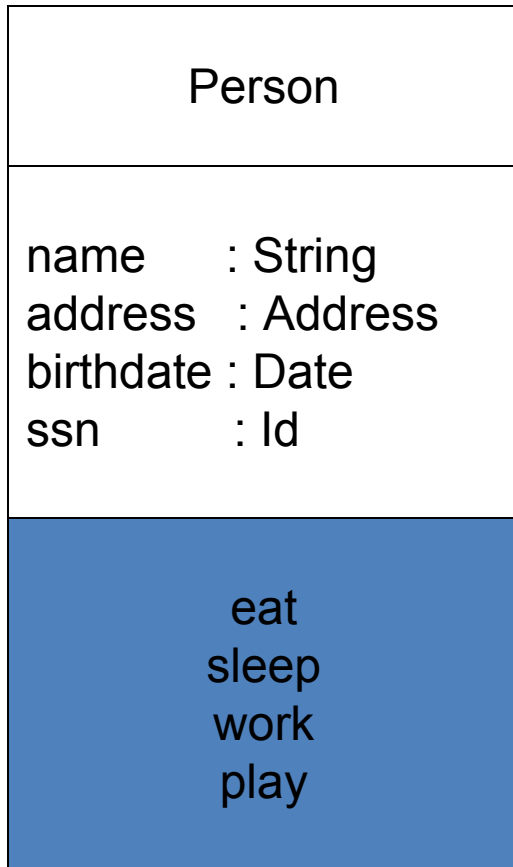 Person
name : String
address : Address
birthdate : Date
ssn : Id
eat
sleep
work
play